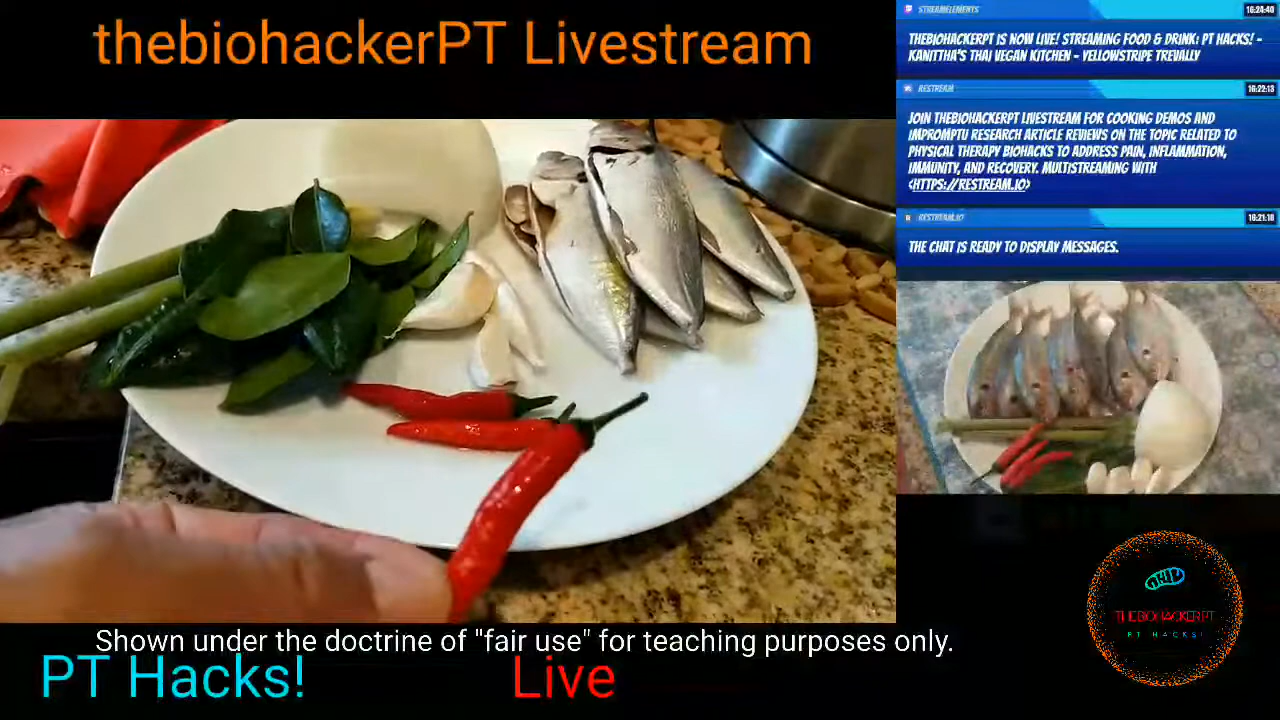 thebiohackerPT Livestream
STREAMELEMENTS
16:24:40
THEBIOHACKERPT IS NOW LIVE! STREAMING FOOD & DRINK: PT HACKS! -
KANITTHA'S THAI VEGAN KITCHEN - YELLOWSTRIPE TREVALLY
RESTREAM
16:22:13
JOIN THEBIOHACKERPT LIVESTREAM FOR COOKING DEMOS AND
IMPROMPTU RESEARCH ARTICLE REVIEWS ON THE TOPIC RELATED TO
PHYSICAL THERAPY BIOHACKS TO ADDRESS PAIN, INFLAMMATION,
IMMUNITY, AND RECOVERY. MULTISTREAMING WITH
<HTTPS://RESTREAM.IO>
RESTREAM.IO
16:21:18
THE CHAT IS READY TO DISPLAY MESSAGES.
THEBIOHACKERPT
PT HACKS!
Shown under the doctrine of "fair use" for teaching purposes only.
PT Hacks!
Live